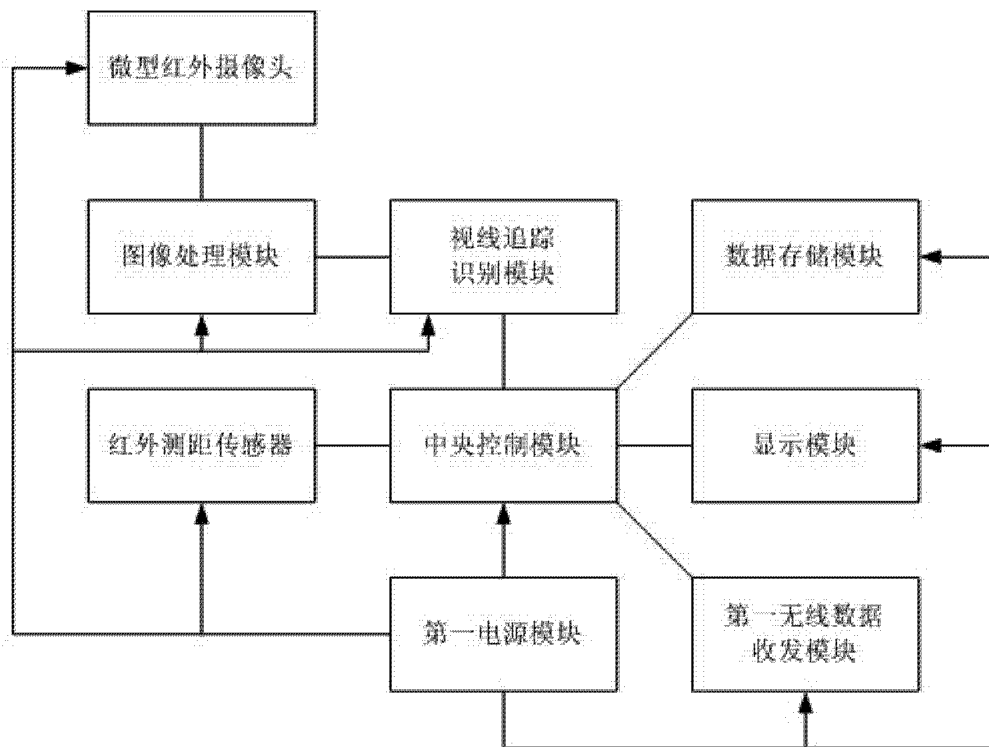 微型红外摄像头
图像处理模块
视线追踪
识别模块
数据存储模块
红外测距传感器
中央控制模块
显示模块
第一电源模块
第一无线数据
收发模块